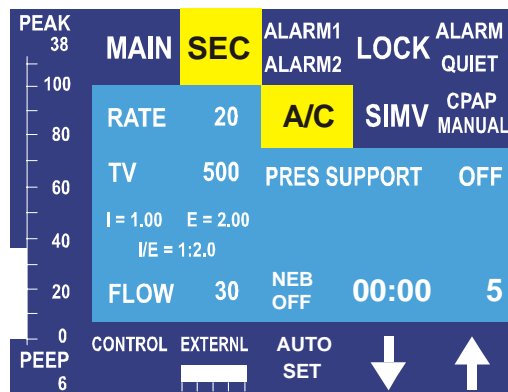 PEAK
38
MAIN SEC ALARM1 LOCK ALARM
ALARM2 QUIET
100
RATE 20 A/C SIMV CPAP
MANUAL
80
TV 500 PRES SUPPORT OFF
60
I = 1.00 E = 2.00
I/E = 1:2.0
40
FLOW 30 NEB 00:00 5
OFF
20
0
CONTROL EXTERNL AUTO
SET
PEEP
6